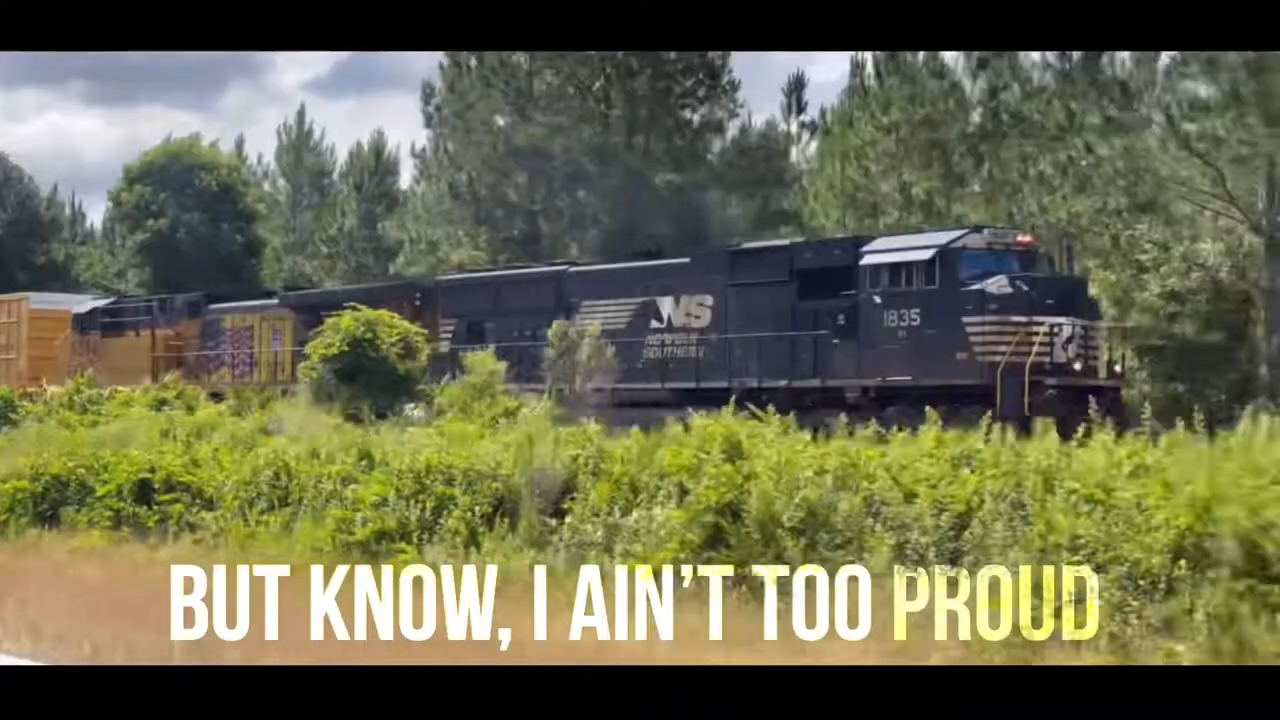 NS
NORFOLK
SOUTHERN
1835
BUT KNOW, I AIN'T TOO PROUD